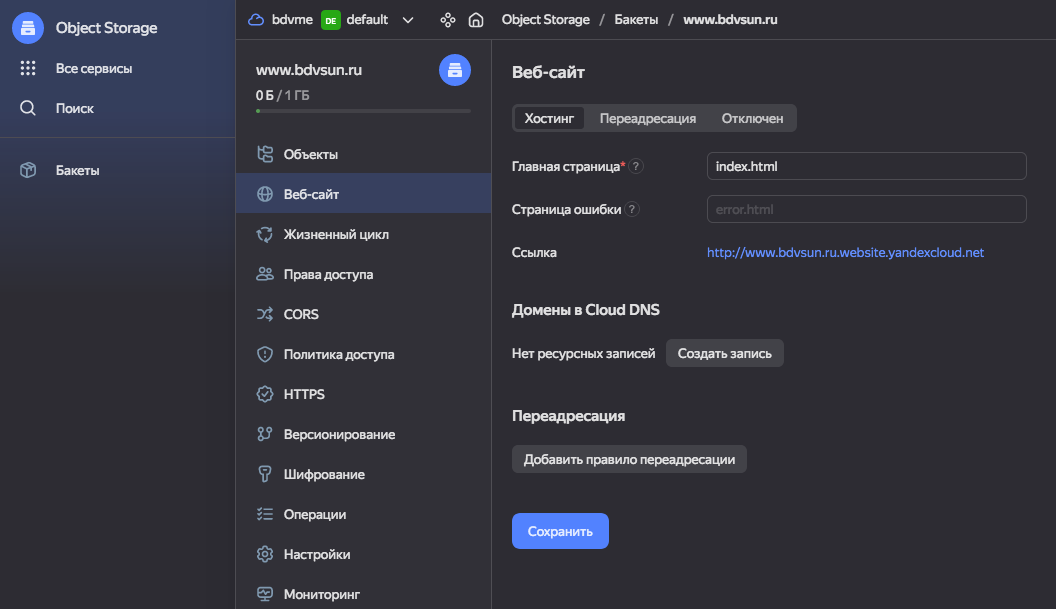 Object Storage
Все сервисы
Поиск
Бакеты
bdvme DE default
Object Storage / Бакеты / www.bdvsun.ru
www.bdvsun.ru
0 Б / 1 ГБ
Объекты
Веб-сайт
Жизненный цикл
Права доступа
CORS
Политика доступа
HTTPS
Версионирование
Шифрование
Операции
Настройки
Мониторинг
Веб-сайт
Хостинг Переадресация Отключен
Главная страница* ? index.html
Страница ошибки ? error.html
Ссылка http://www.bdvsun.ru.website.yandexcloud.net
Домены в Cloud DNS
Нет ресурсных записей Создать запись
Переадресация
Добавить правило переадресации
Сохранить